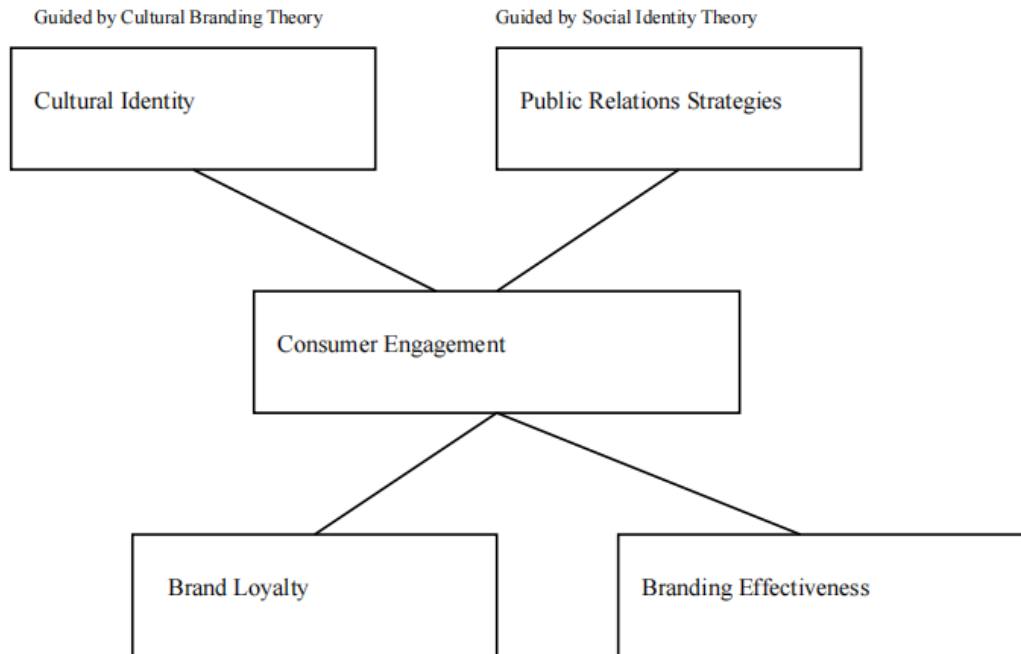 Guided by Cultural Branding Theory
Guided by Social Identity Theory
Cultural Identity
Public Relations Strategies
Consumer Engagement
Brand Loyalty
Branding Effectiveness